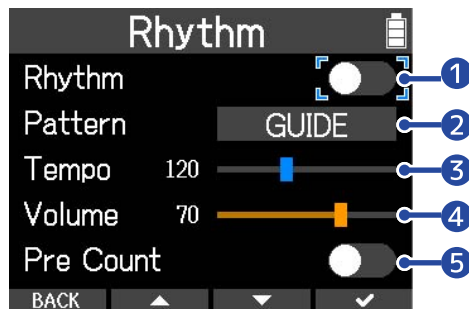 Rhythm
Rhythm 1
Pattern GUIDE 2
Tempo 120 3
Volume 70 4
Pre Count 5
BACK